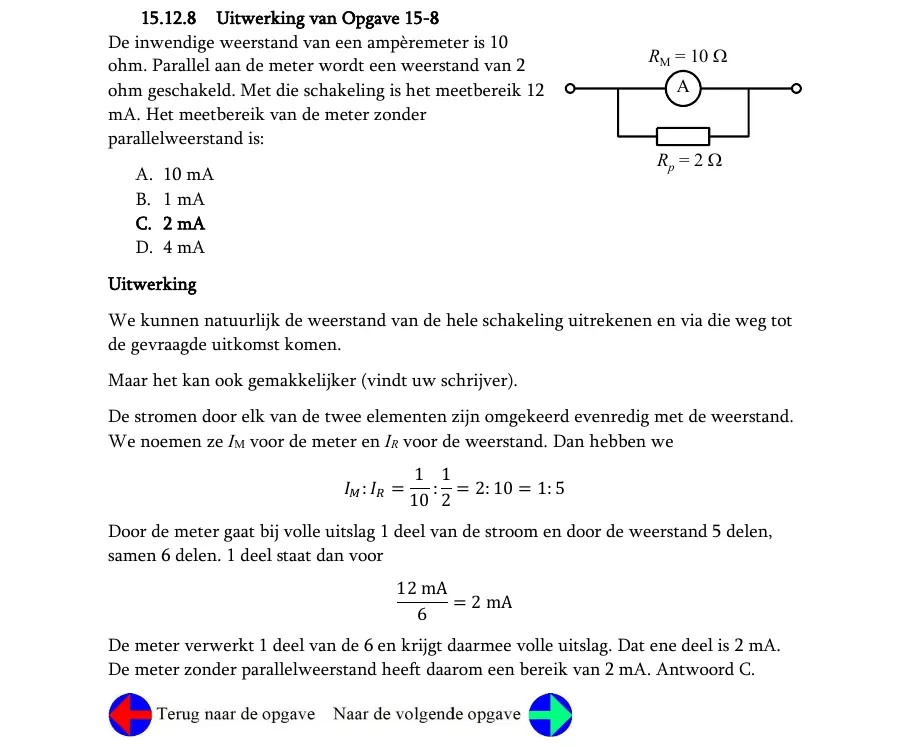 15.12.8 Uitwerking van Opgave 15-8
De inwendige weerstand van een ampèremeter is 10
ohm. Parallel aan de meter wordt een weerstand van 2
ohm geschakeld. Met die schakeling is het meetbereik 12
mA. Het meetbereik van de meter zonder
parallelweerstand is:
R_M = 10 Ω
A
R_p = 2 Ω
A. 10 mA
B. 1 mA
C. 2 mA
D. 4 mA
Uitwerking
We kunnen natuurlijk de weerstand van de hele schakeling uitrekenen en via die weg tot
de gevraagde uitkomst komen.
Maar het kan ook gemakkelijker (vindt uw schrijver).
De stromen door elk van de twee elementen zijn omgekeerd evenredig met de weerstand.
We noemen ze I_M voor de meter en I_R voor de weerstand. Dan hebben we
I_M : I_R = 1/10 : 1/2 = 2: 10 = 1: 5
Door de meter gaat bij volle uitslag 1 deel van de stroom en door de weerstand 5 delen,
samen 6 delen. 1 deel staat dan voor
12 mA / 6 = 2 mA
De meter verwerkt 1 deel van de 6 en krijgt daarmee volle uitslag. Dat ene deel is 2 mA.
De meter zonder parallelweerstand heeft daarom een bereik van 2 mA. Antwoord C.
Terug naar de opgave Naar de volgende opgave